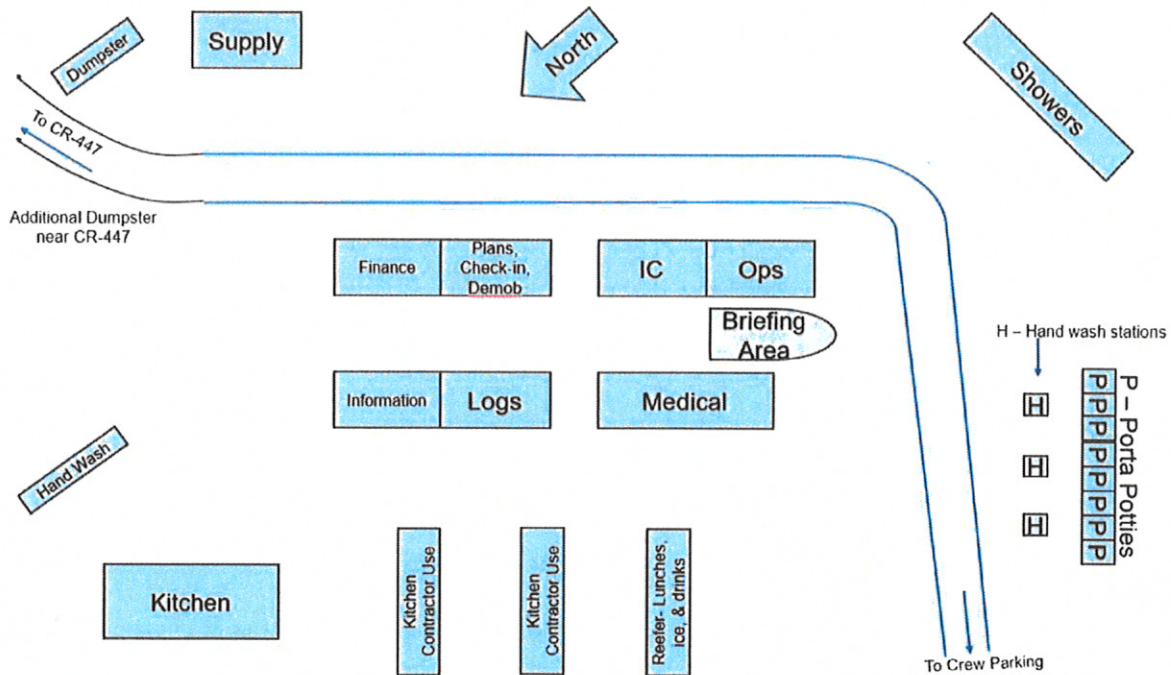 Dumpster
Supply
North
Showers
To CR-447
Additional Dumpster
near CR-447
Finance
Plans,
Check-in,
Demob
IC
Ops
Briefing
Area
H – Hand wash stations
Information
Logs
Medical
H
H
H
P P
P P
P P
P P
P P
P P
P P
P P
P – Porta Potties
Hand Wash
Kitchen
Kitchen
Contractor Use
Kitchen
Contractor Use
Reefer- Lunches,
ice, & drinks
To Crew Parking